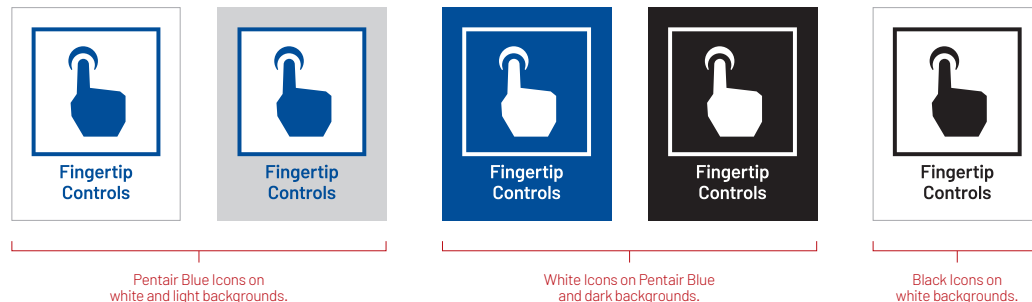 Fingertip
Controls
Fingertip
Controls
Fingertip
Controls
Fingertip
Controls
Fingertip
Controls
Pentair Blue Icons on
white and light backgrounds.
White Icons on Pentair Blue
and dark backgrounds.
Black Icons on
white backgrounds.